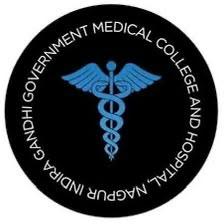 INDIRA GANDHI GOVERNMENT MEDICAL COLLEGE AND HOSPITAL, NAGPUR